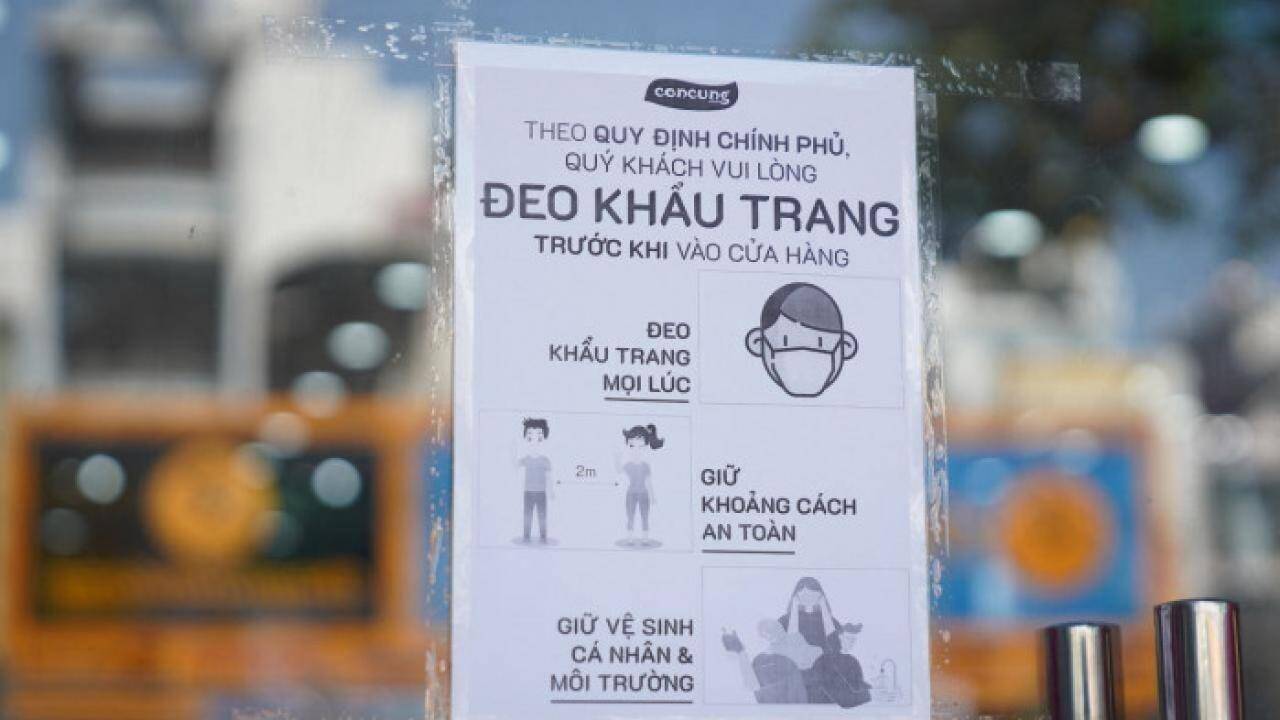 concung
THEO QUY ĐỊNH CHÍNH PHỦ,
QUÝ KHÁCH VUI LÒNG
ĐEO KHẨU TRANG
TRƯỚC KHI VÀO CỬA HÀNG
ĐEO
KHẨU TRANG
MỌI LÚC
2m
GIỮ
KHOẢNG CÁCH
AN TOÀN
GIỮ VỆ SINH
CÁ NHÂN &
MÔI TRƯỜNG